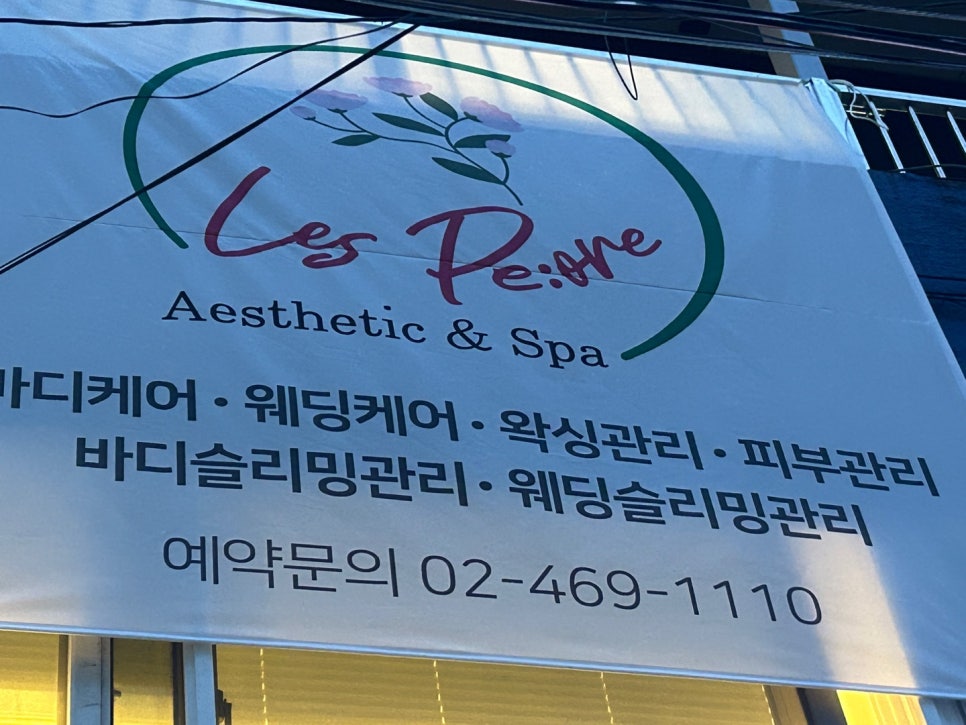 Les Pe:ore
Aesthetic & Spa
바디케어 · 웨딩케어 · 왁싱관리 · 피부관리
바디슬리밍관리 · 웨딩슬리밍관리
예약문의 02-469-1110